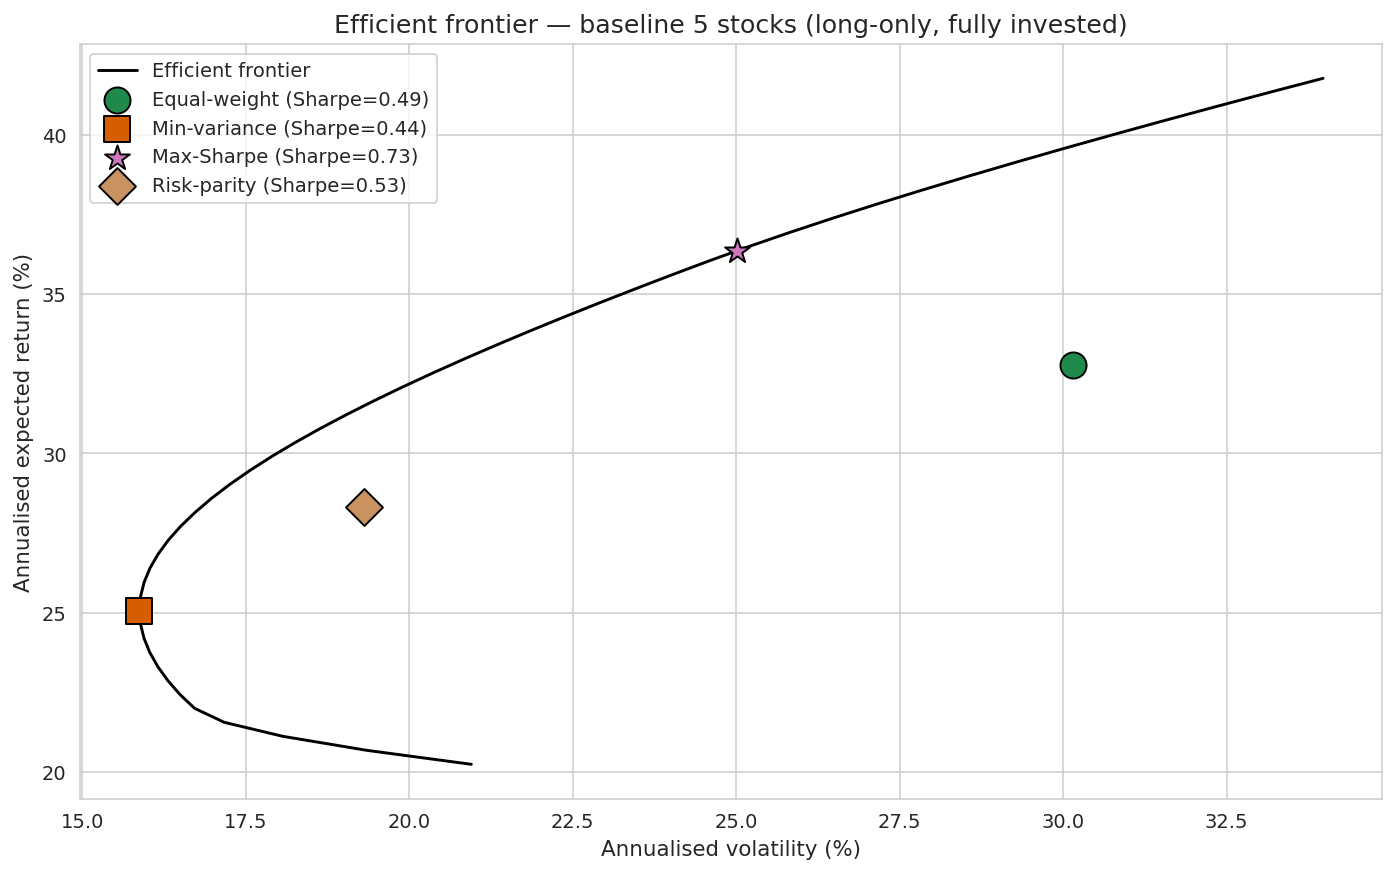 Efficient frontier — baseline 5 stocks (long-only, fully invested)
Efficient frontier
Equal-weight (Sharpe=0.49)
Min-variance (Sharpe=0.44)
Max-Sharpe (Sharpe=0.73)
Risk-parity (Sharpe=0.53)
Annualised expected return (%)
40
35
30
25
20
15.0 17.5 20.0 22.5 25.0 27.5 30.0 32.5
Annualised volatility (%)